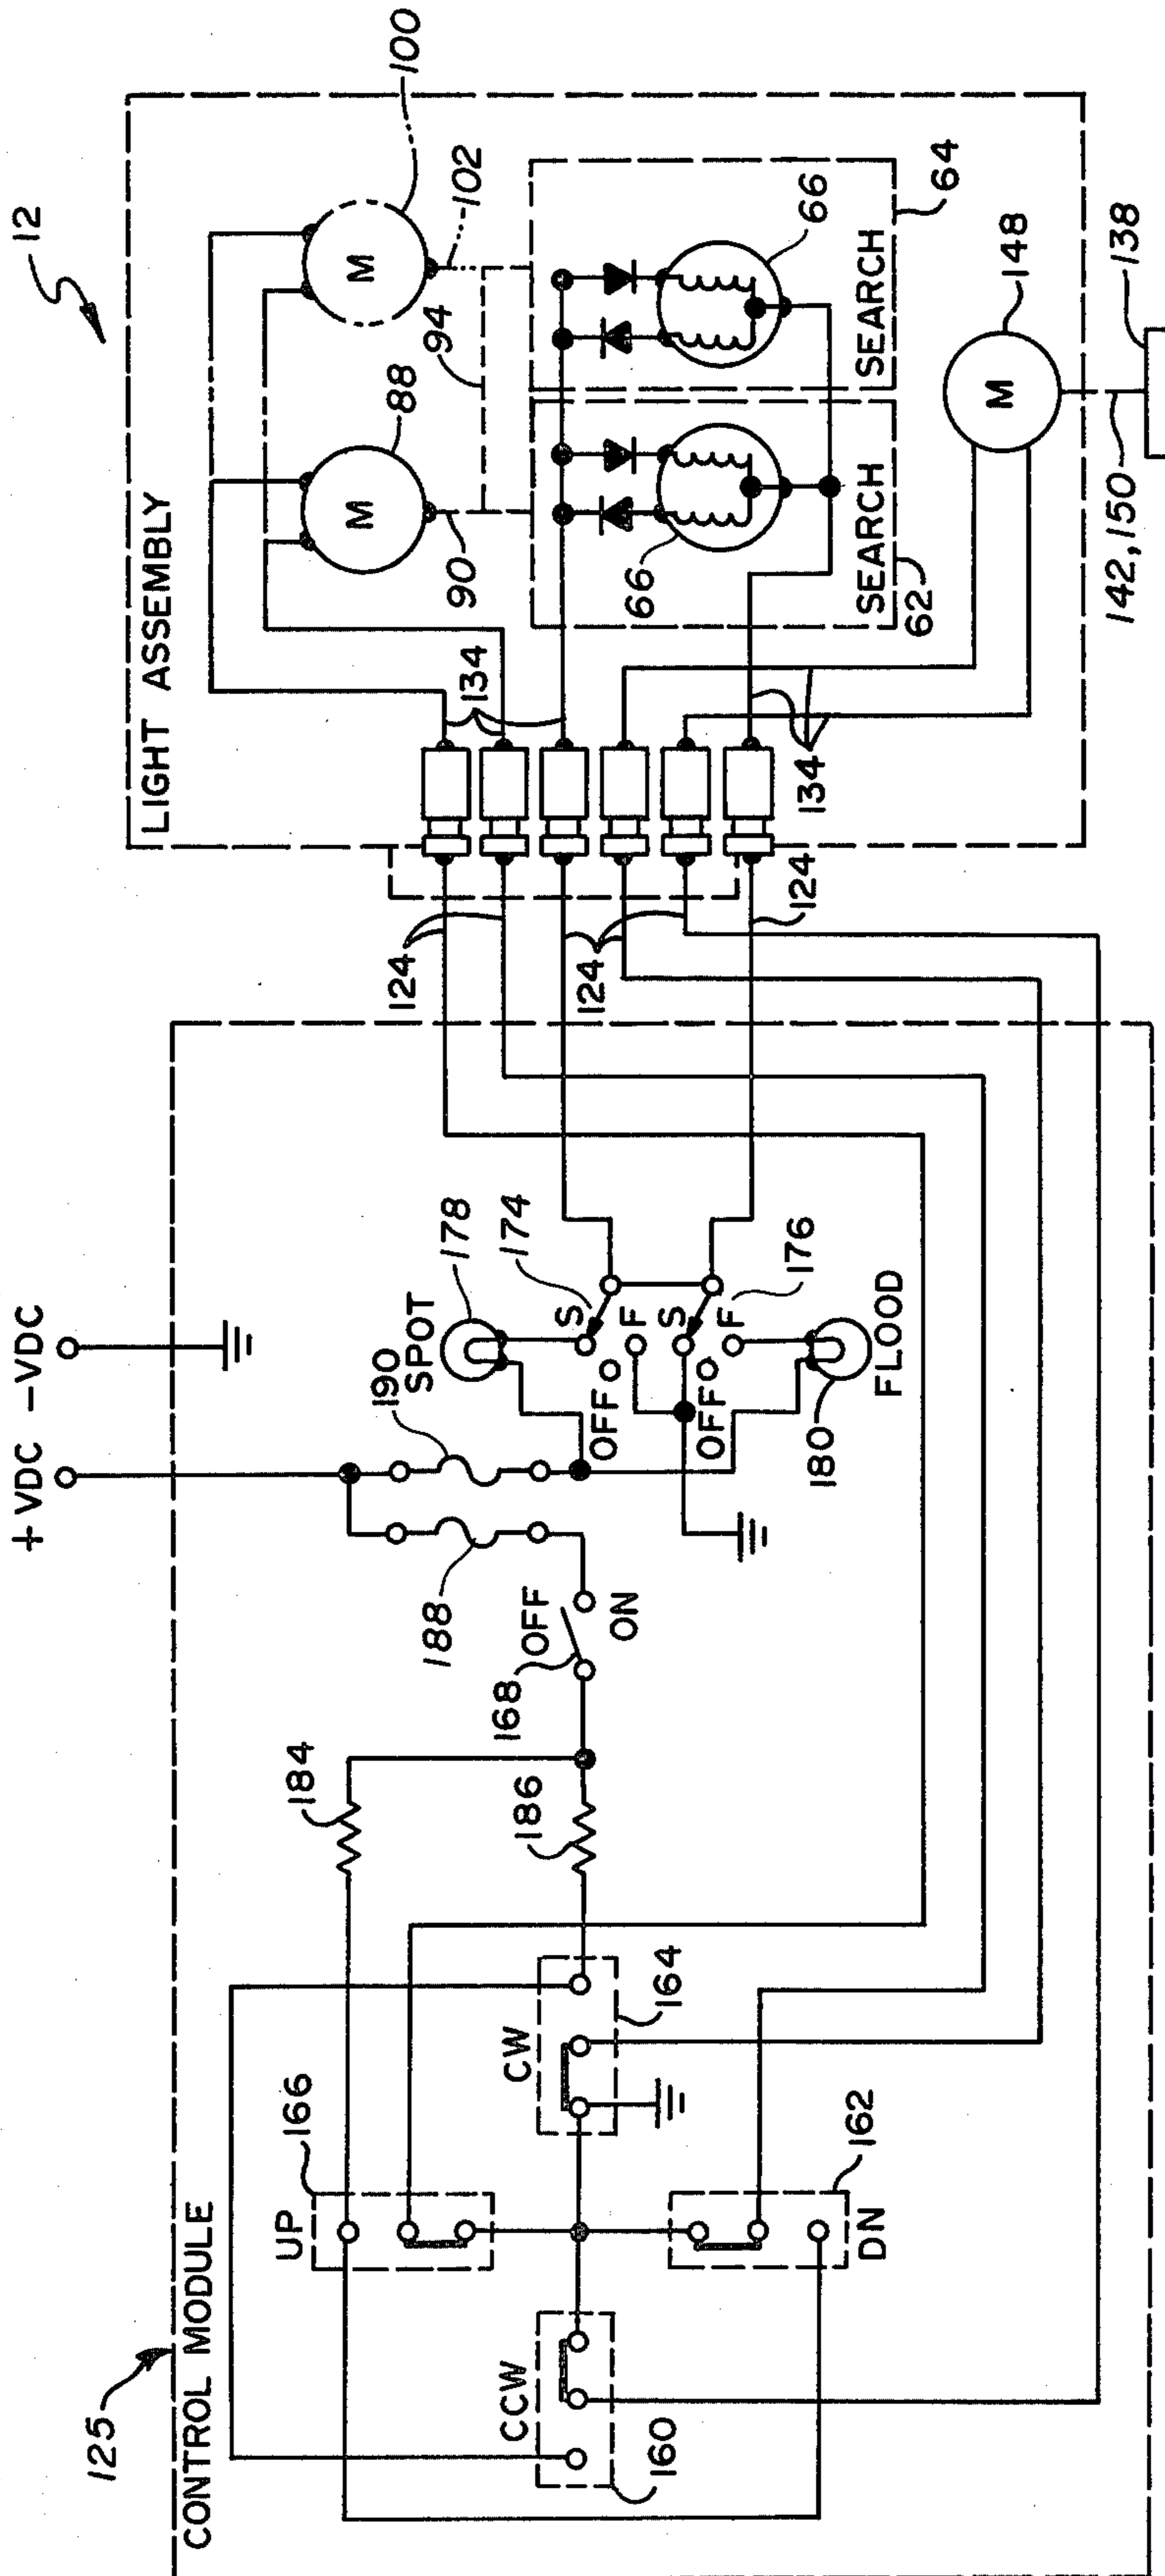 12
+ VDC
- VDC
125
CONTROL MODULE
LIGHT ASSEMBLY
UP
166
184
188
190
SPOT
178
124
134
88
94
100
102
90
M
M
CCW
160
CW
164
186
168
OFF
ON
174
S
OFF
F
S
OFF
F
176
180
FLOOD
124
124
134
66
66
SEARCH
62
SEARCH
64
DN
162
M
148
142, 150
138